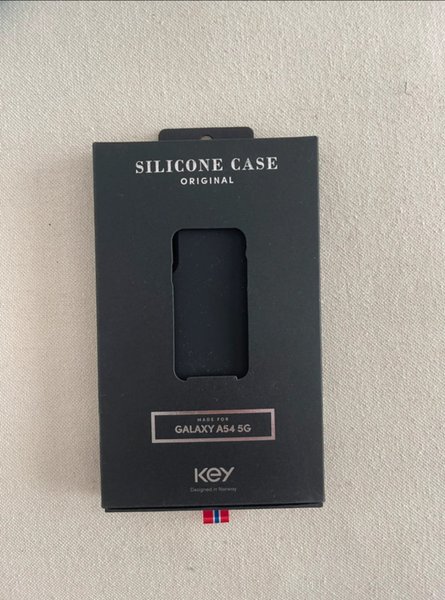 SILICONE CASE
ORIGINAL
MADE FOR
GALAXY A54 5G
Key
Designed in Norway